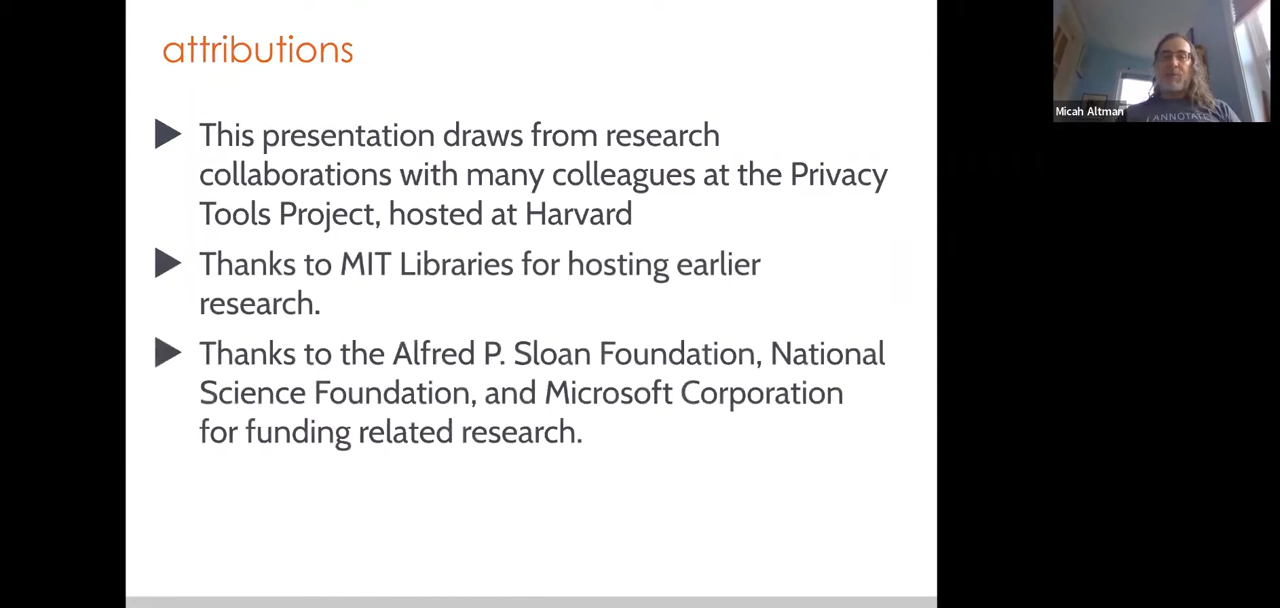 attributions
This presentation draws from research
collaborations with many colleagues at the Privacy
Tools Project, hosted at Harvard
Thanks to MIT Libraries for hosting earlier
research.
Thanks to the Alfred P. Sloan Foundation, National
Science Foundation, and Microsoft Corporation
for funding related research.
Micah Altman
I ANNOTATE